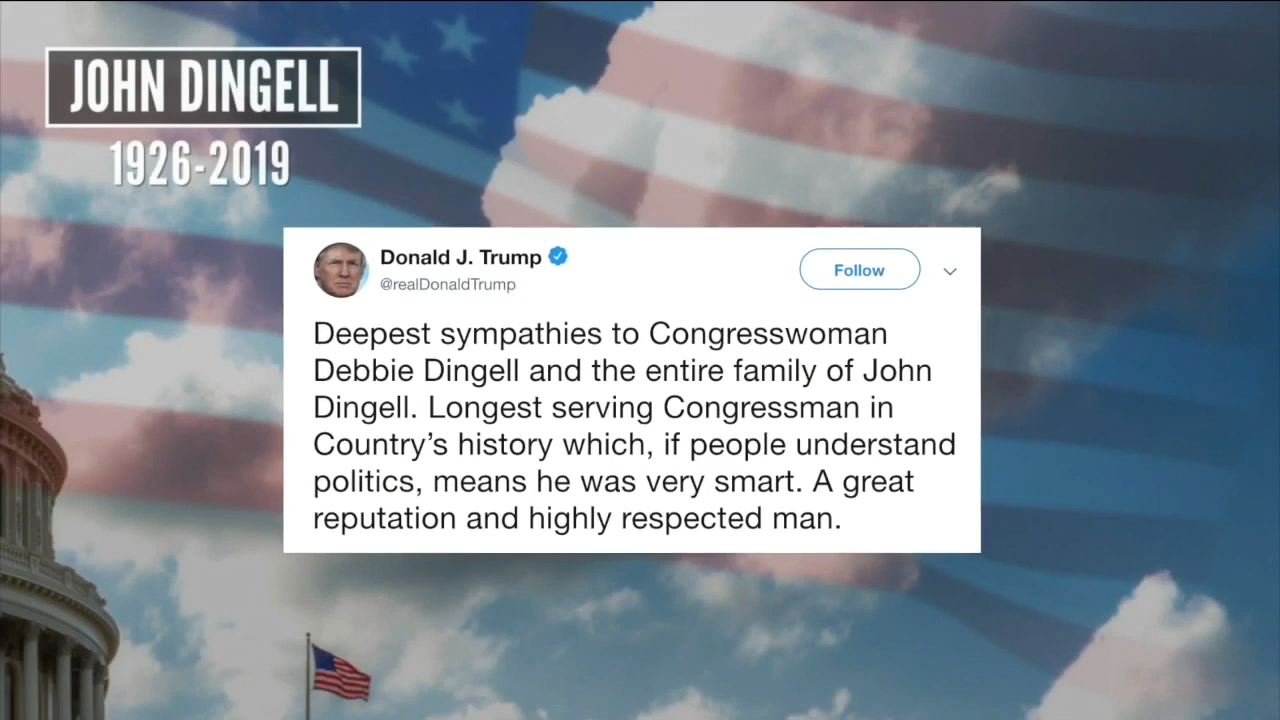 JOHN DINGELL
1926-2019
Donald J. Trump
@realDonaldTrump
Follow
Deepest sympathies to Congresswoman
Debbie Dingell and the entire family of John
Dingell. Longest serving Congressman in
Country’s history which, if people understand
politics, means he was very smart. A great
reputation and highly respected man.